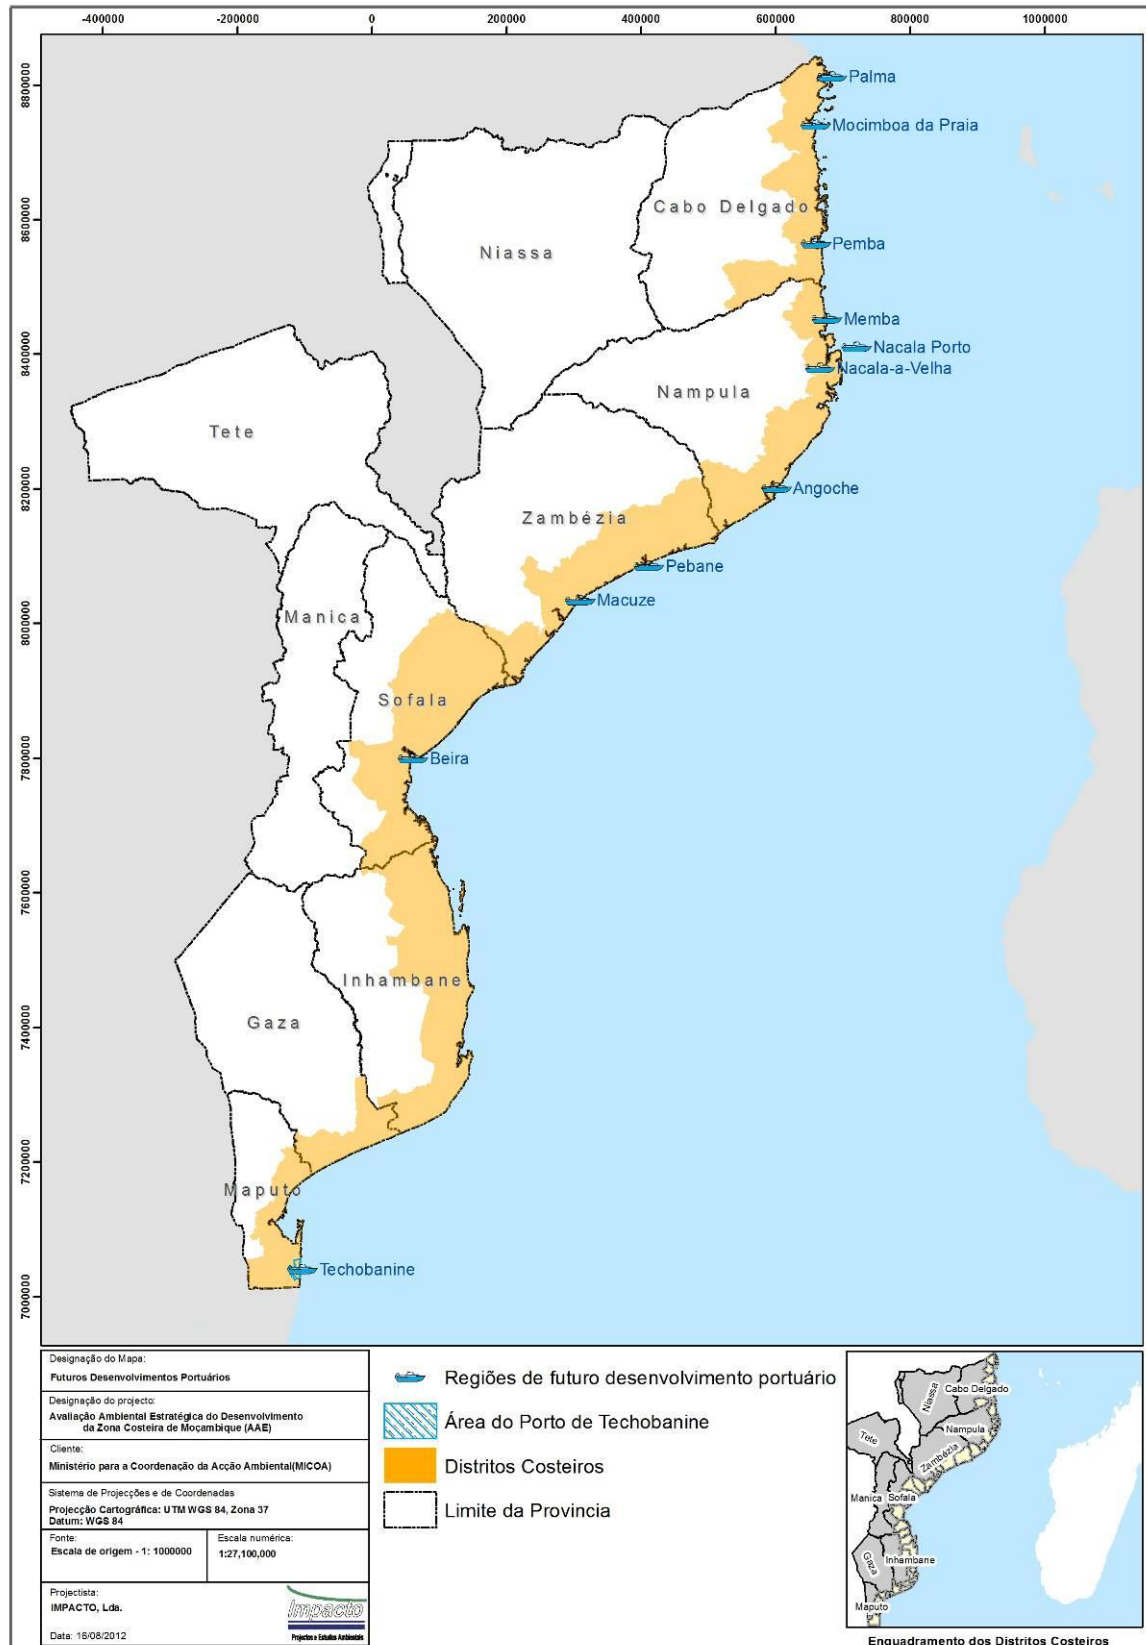 -400000 -200000 0 200000 400000 600000 800000 1000000
8800000
8600000
8400000
8200000
8000000
7800000
7600000
7400000
7200000
7000000
Palma
Mocimboa da Praia
Cabo Delgado
Pemba
Niassa
Memba
Nacala Porto
Nacala-a-Velha
Nampula
Tete
Angoche
Zambézia
Pebane
Macuze
Manica
Sofala
Beira
Inhambane
Gaza
Maputo
Techobanine
Designação do Mapa:
Futuros Desenvolvimentos Portuários
Designação do projecto:
Avaliação Ambiental Estratégica do Desenvolvimento
da Zona Costeira de Moçambique (AAE)
Cliente:
Ministério para a Coordenação da Acção Ambiental(MICOA)
Sistema de Projecções e de Coordenadas
Projecção Cartográfica: UTM WGS 84, Zona 37
Datum: WGS 84
Fonte:
Escala de origem - 1: 1000000
Escala numérica:
1:27,100,000
Projectista:
IMPACTO, Lda.
Data: 16/08/2012
Impacto
Projectos e Estudos Ambientais
Regiões de futuro desenvolvimento portuário
Área do Porto de Techobanine
Distritos Costeiros
Limite da Provincia
Niassa
Cabo Delgado
Nampula
Tete
Zambézia
Manica
Sofala
Gaza
Inhambane
Maputo
Enquadramento dos Distritos Costeiros